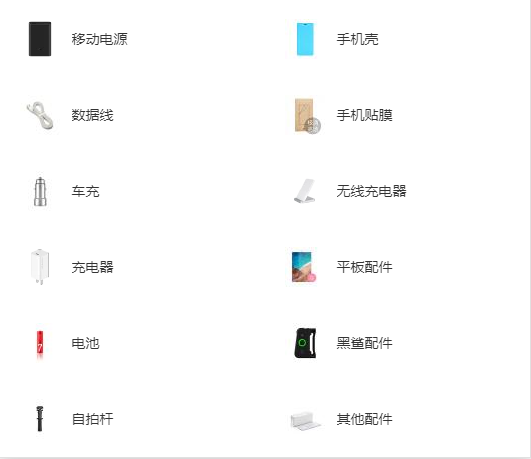 移动电源
手机壳
数据线
手机贴膜
车充
无线充电器
充电器
平板配件
电池
黑鲨配件
自拍杆
其他配件